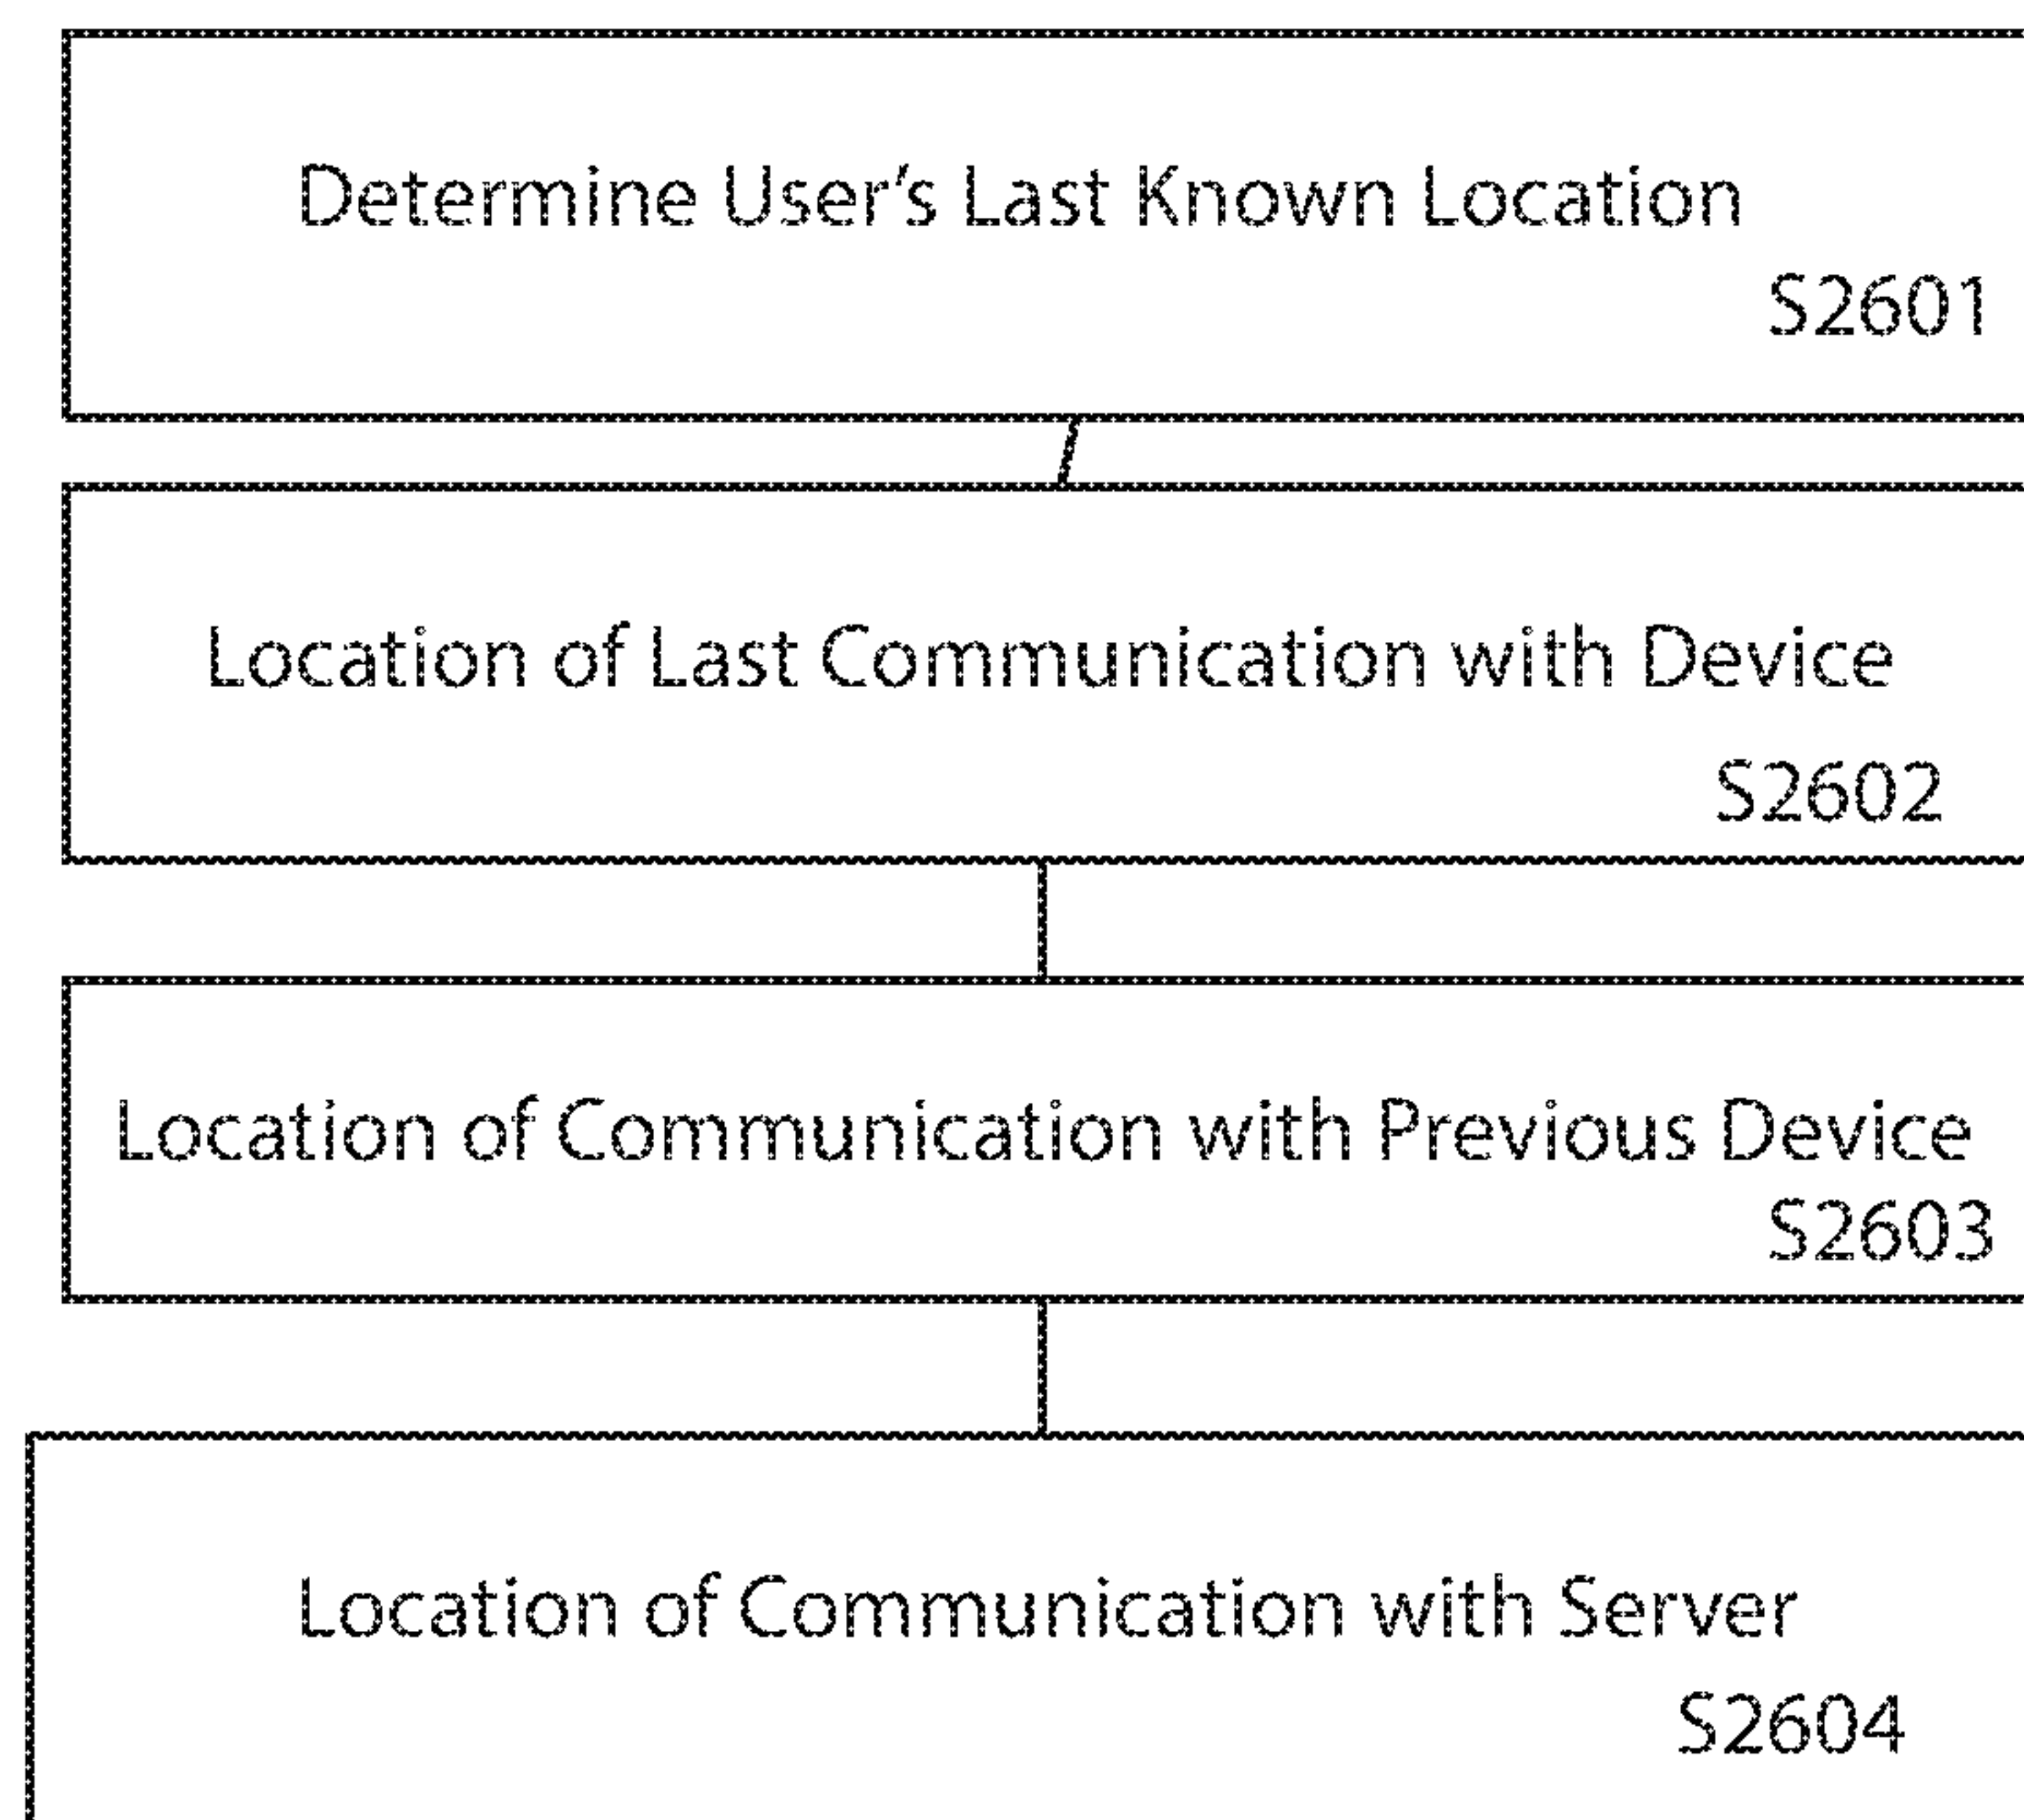 Determine User's Last Known Location
S2601
Location of Last Communication with Device
S2602
Location of Communication with Previous Device
S2603
Location of Communication with Server
S2604